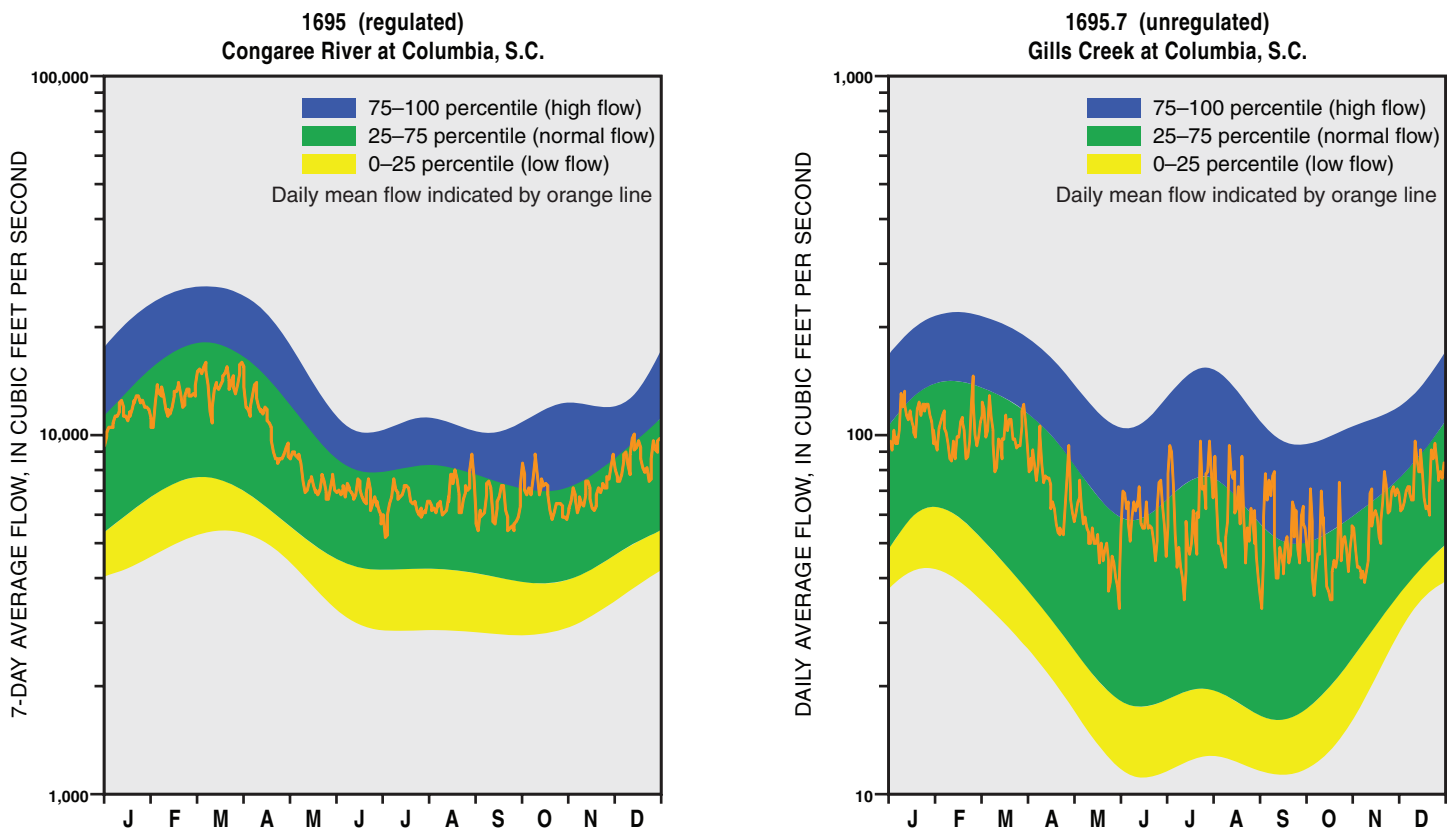 1695 (regulated)
Congaree River at Columbia, S.C.
100,000
10,000
1,000
7-DAY AVERAGE FLOW, IN CUBIC FEET PER SECOND
75–100 percentile (high flow)
25–75 percentile (normal flow)
0–25 percentile (low flow)
Daily mean flow indicated by orange line
J F M A M J J A S O N D
1695.7 (unregulated)
Gills Creek at Columbia, S.C.
1,000
100
10
DAILY AVERAGE FLOW, IN CUBIC FEET PER SECOND
75–100 percentile (high flow)
25–75 percentile (normal flow)
0–25 percentile (low flow)
Daily mean flow indicated by orange line
J F M A M J J A S O N D